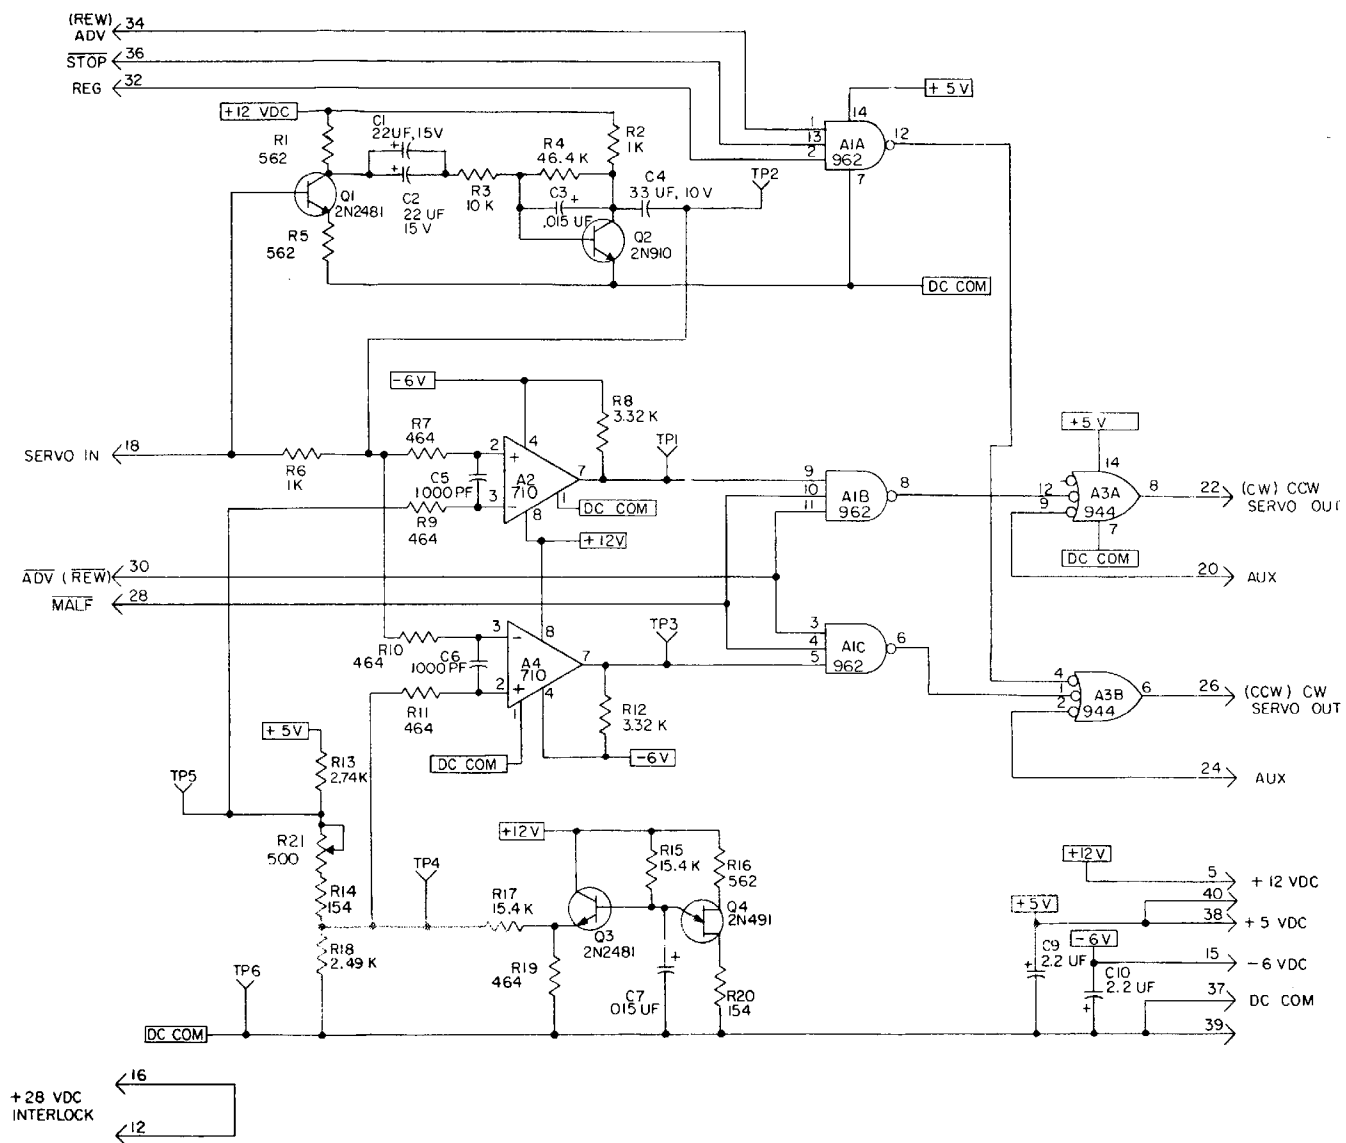 (REW)
ADV 34
STOP 36
REG 32
+12 VDC
R1
562
C1
22UF, 15V
C2
22 UF
15 V
Q1
2N2481
R5
562
R3
10 K
R4
46.4 K
C3 +
.015 UF
R2
1K
C4
33 UF, 10 V
TP2
Q2
2N910
+ 5 V
14
1
13
2
A1A
962
12
7
DC COM
-6V
R7
464
R8
3.32 K
TP1
SERVO IN 18
R6
1K
C5
1000 PF
R9
464
2
+
3
-
4
A2
710
7
1
8
DC COM
+12V
9
10
11
A1B
962
8
+5 V
14
12
9
A3A
944
8
7
DC COM
22 (CW) CCW
SERVO OUT
20 AUX
ADV (REW) 30
MALF 28
R10
464
C6
1000 PF
R11
464
3
-
2
+
8
A4
710
7
4
1
TP3
R12
3.32 K
DC COM
-6V
3
4
5
A1C
962
6
4
1
2
A3B
944
6
26 (CCW) CW
SERVO OUT
24 AUX
+ 5V
R13
2.74K
TP5
R21
500
R14
154
R18
2.49 K
TP4
TP6
+12V
R17
15.4 K
R15
15.4 K
R16
562
Q4
2N491
Q3
2N2481
R19
464
+
C7
015 UF
R20
154
DC COM
+12V
5 + 12 VDC
40
+5V
38 + 5 VDC
-6V
15 - 6 VDC
+ C9
2.2 UF
C10
2.2 UF
+
37 DC COM
39
+28 VDC
INTERLOCK
16
12